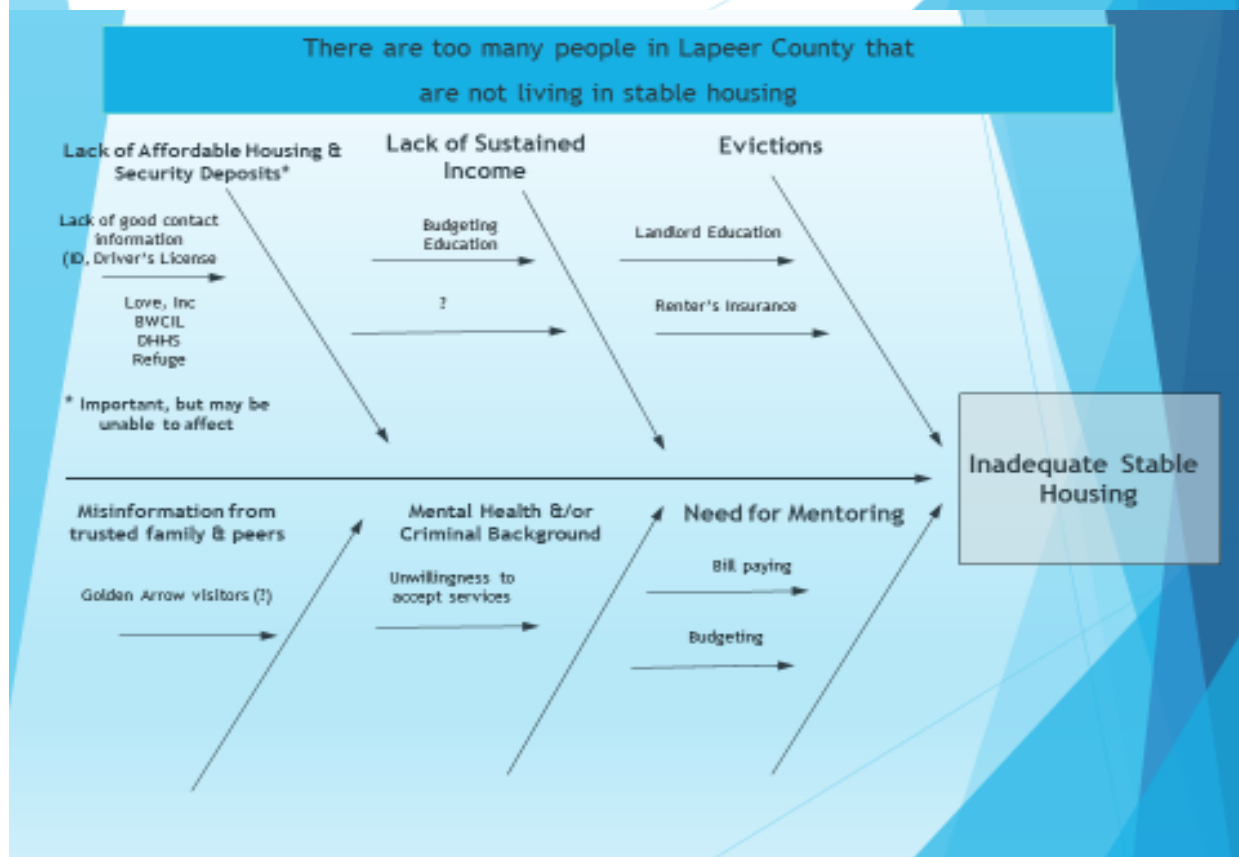 There are too many people in Lapeer County that
are not living in stable housing
Lack of Affordable Housing &
Security Deposits*
Lack of good contact
information
(ID, Driver's License
Love, Inc
BWCIL
DHHS
Refuge
* Important, but may be
unable to affect
Lack of Sustained
Income
Budgeting
Education
?
Evictions
Landlord Education
Renter's Insurance
Inadequate Stable
Housing
Misinformation from
trusted family & peers
Golden Arrow visitors (?)
Mental Health &/or
Criminal Background
Unwillingness to
accept services
Need for Mentoring
Bill paying
Budgeting